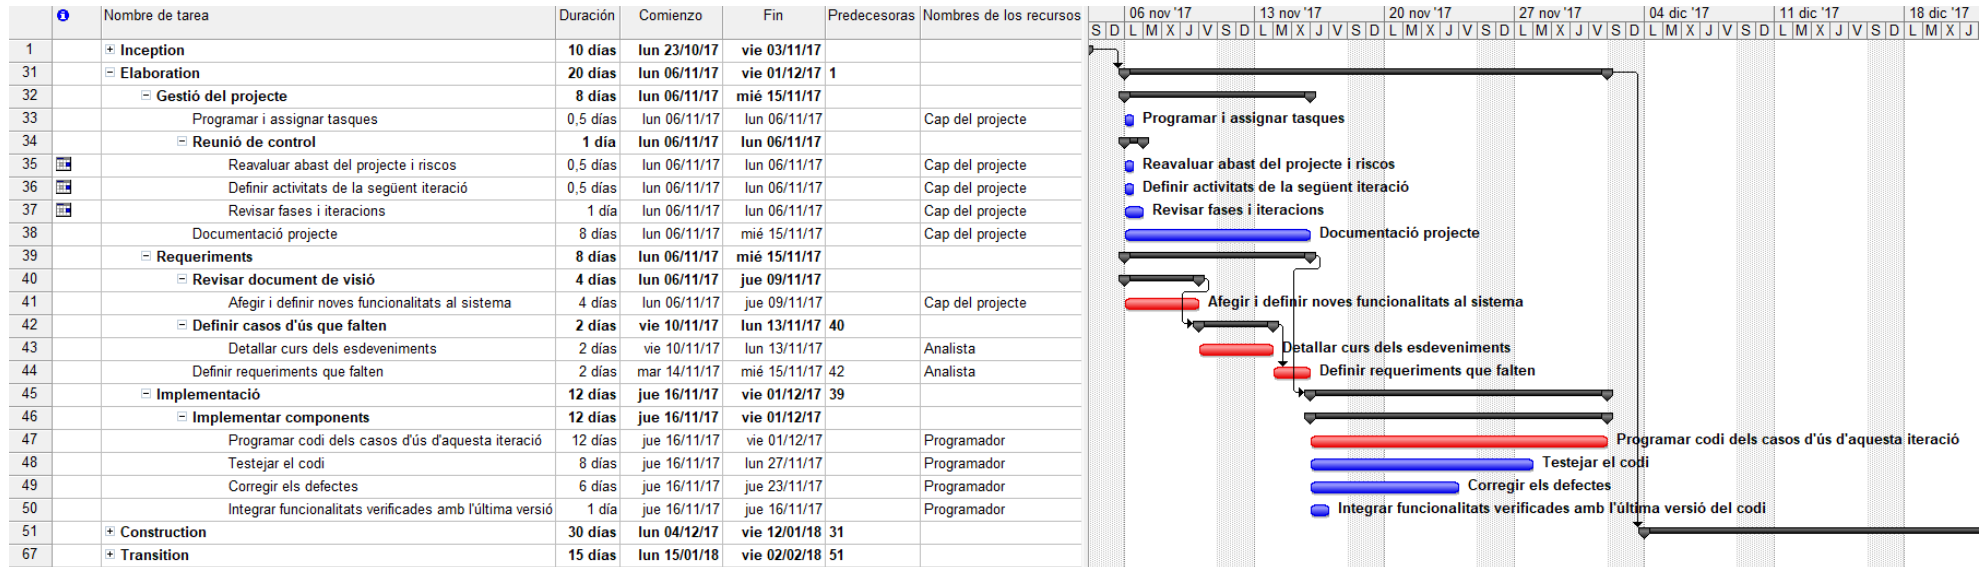 Nombre de tarea Duración Comienzo Fin Predecesoras Nombres de los recursos 06 nov '17 13 nov '17 20 nov '17 27 nov '17 04 dic '17 11 dic '17 18 dic '17
S D L M X J V S D L M X J V S D L M X J V S D L M X J V S D L M X J V S D L M X J V S D L M X J
1 Inception 10 días lun 23/10/17 vie 03/11/17
31 Elaboration 20 días lun 06/11/17 vie 01/12/17 1
32 Gestió del projecte 8 días lun 06/11/17 mié 15/11/17
33 Programar i assignar tasques 0,5 días lun 06/11/17 lun 06/11/17 Cap del projecte Programar i assignar tasques
34 Reunió de control 1 día lun 06/11/17 lun 06/11/17
35 Reavaluar abast del projecte i riscos 0,5 días lun 06/11/17 lun 06/11/17 Cap del projecte Reavaluar abast del projecte i riscos
36 Definir activitats de la següent iteració 0,5 días lun 06/11/17 lun 06/11/17 Cap del projecte Definir activitats de la següent iteració
37 Revisar fases i iteracions 1 día lun 06/11/17 lun 06/11/17 Cap del projecte Revisar fases i iteracions
38 Documentació projecte 8 días lun 06/11/17 mié 15/11/17 Cap del projecte Documentació projecte
39 Requeriments 8 días lun 06/11/17 mié 15/11/17
40 Revisar document de visió 4 días lun 06/11/17 jue 09/11/17
41 Afegir i definir noves funcionalitats al sistema 4 días lun 06/11/17 jue 09/11/17 Cap del projecte Afegir i definir noves funcionalitats al sistema
42 Definir casos d'ús que falten 2 días vie 10/11/17 lun 13/11/17 40
43 Detallar curs dels esdeveniments 2 días vie 10/11/17 lun 13/11/17 Analista Detallar curs dels esdeveniments
44 Definir requeriments que falten 2 días mar 14/11/17 mié 15/11/17 42 Analista Definir requeriments que falten
45 Implementació 12 días jue 16/11/17 vie 01/12/17 39
46 Implementar components 12 días jue 16/11/17 vie 01/12/17
47 Programar codi dels casos d'ús d'aquesta iteració 12 días jue 16/11/17 vie 01/12/17 Programador Programar codi dels casos d'ús d'aquesta iteració
48 Testejar el codi 8 días jue 16/11/17 lun 27/11/17 Programador Testejar el codi
49 Corregir els defectes 6 días jue 16/11/17 jue 23/11/17 Programador Corregir els defectes
50 Integrar funcionalitats verificades amb l'última versió 1 día jue 16/11/17 jue 16/11/17 Programador Integrar funcionalitats verificades amb l'última versió del codi
51 Construction 30 días lun 04/12/17 vie 12/01/18 31
67 Transition 15 días lun 15/01/18 vie 02/02/18 51